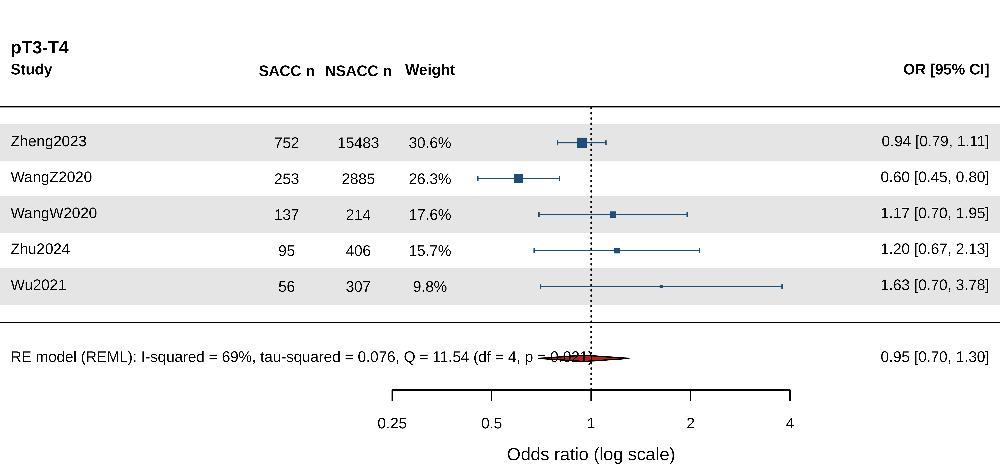 pT3-T4
Study SACC n NSACC n Weight OR [95% CI]
Zheng2023 752 15483 30.6% 0.94 [0.79, 1.11]
WangZ2020 253 2885 26.3% 0.60 [0.45, 0.80]
WangW2020 137 214 17.6% 1.17 [0.70, 1.95]
Zhu2024 95 406 15.7% 1.20 [0.67, 2.13]
Wu2021 56 307 9.8% 1.63 [0.70, 3.78]
RE model (REML): I-squared = 69%, tau-squared = 0.076, Q = 11.54 (df = 4, p = 0.021) 0.95 [0.70, 1.30]
0.25 0.5 1 2 4
Odds ratio (log scale)